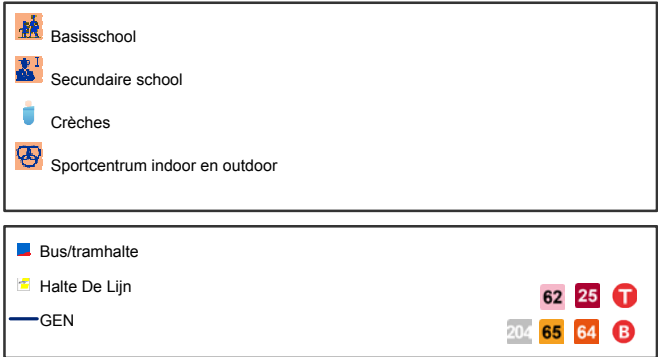 Basisschool
Secundaire school
Crèches
Sportcentrum indoor en outdoor
Bus/tramhalte
Halte De Lijn
62 25 T
GEN
204 65 64 B